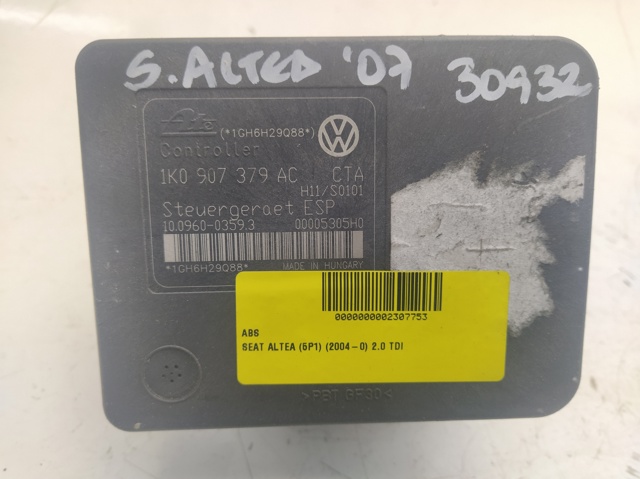 S. ALTEA '07 30932
Ate (*1GH6H29Q88*)
Controller
1K0 907 379 AC CTA
H11/S0101
Steuergeraet ESP
10.0960-0359.3 00005305H0
*1GH6H29Q88* MADE IN HUNGARY
0000000002307753
ABS
SEAT ALTEA (5P1) (2004-0) 2.0 TDI
>PBT GF30<